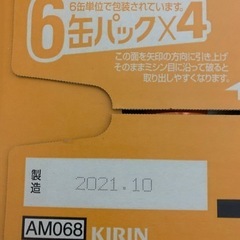 6缶単位で包装されています。
6缶パック×4
この面を矢印の方向に引き上げ
そのままミシン目に沿って破ると
取り出しやすくなります。
製造
2021.10
AM068
KIRIN